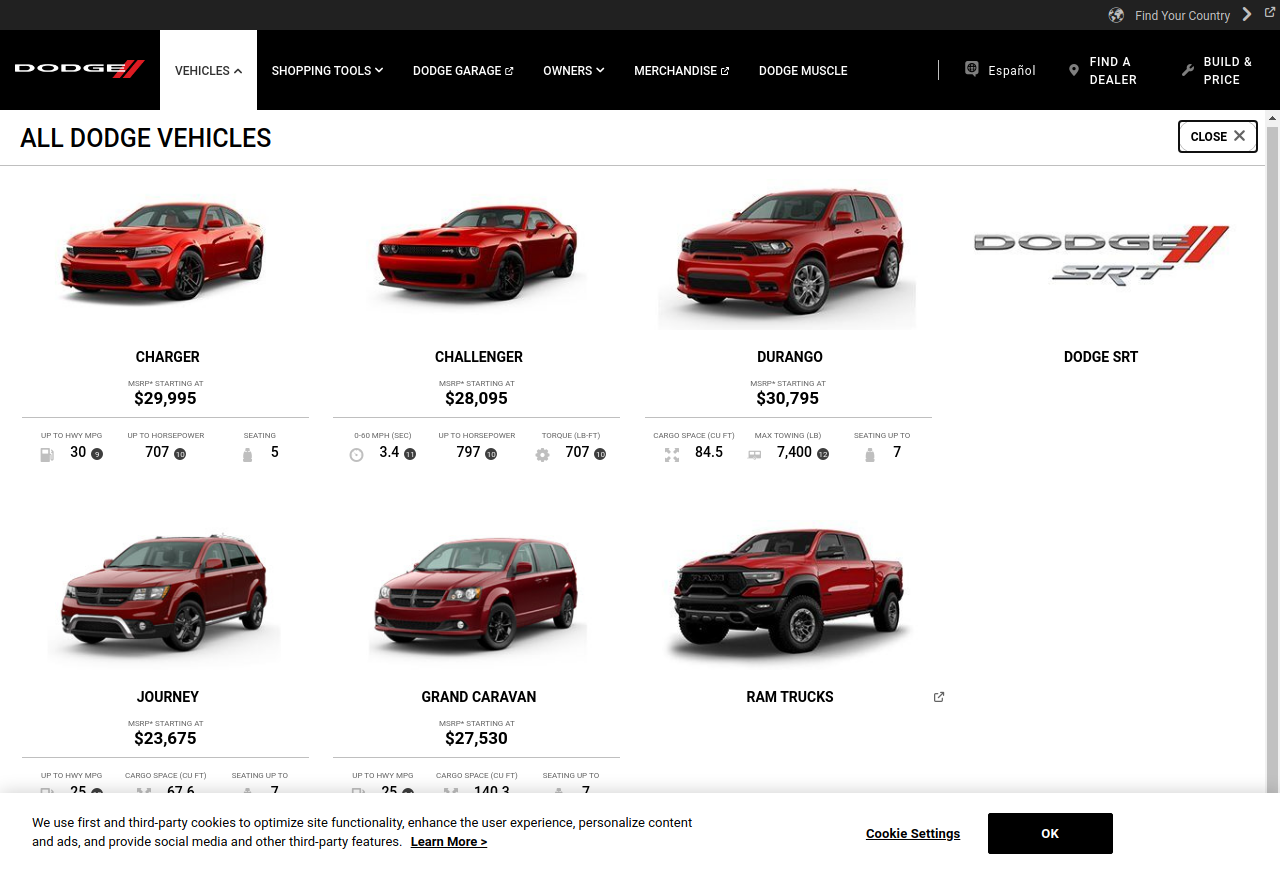 Find Your Country
DODGE
VEHICLES
SHOPPING TOOLS
DODGE GARAGE
OWNERS
MERCHANDISE
DODGE MUSCLE
Español
FIND A
DEALER
BUILD &
PRICE
ALL DODGE VEHICLES
CLOSE
DODGE
SRT
CHARGER
CHALLENGER
DURANGO
DODGE SRT
MSRP* STARTING AT
$29,995
MSRP* STARTING AT
$28,095
MSRP* STARTING AT
$30,795
UP TO HWY MPG
30 9
UP TO HORSEPOWER
707 10
SEATING
5
0-60 MPH (SEC)
3.4 11
UP TO HORSEPOWER
797 10
TORQUE (LB-FT)
707 10
CARGO SPACE (CU FT)
84.5
MAX TOWING (LB)
7,400 12
SEATING UP TO
7
RAM
JOURNEY
GRAND CARAVAN
RAM TRUCKS
MSRP* STARTING AT
$23,675
MSRP* STARTING AT
$27,530
UP TO HWY MPG
25
CARGO SPACE (CU FT)
67.6
SEATING UP TO
7
UP TO HWY MPG
25
CARGO SPACE (CU FT)
140.3
SEATING UP TO
7
We use first and third-party cookies to optimize site functionality, enhance the user experience, personalize content
and ads, and provide social media and other third-party features. Learn More >
Cookie Settings
OK